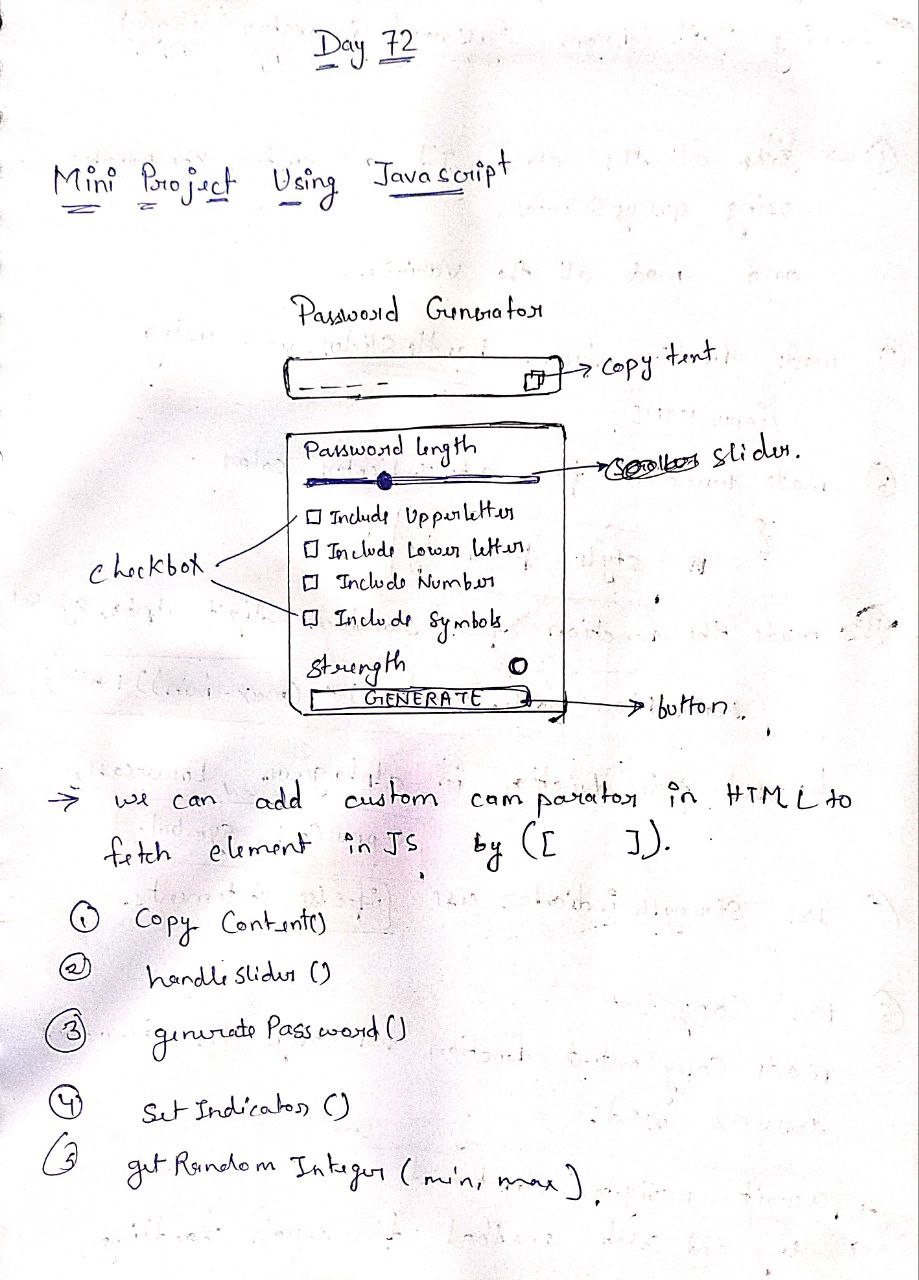 Day 72
Mini Project Using Javascript
Password Generator
→ copy text
Password length
→ slider.
Include Upperletter
Include Lower letter
checkbox
Include Number
Include Symbols.
Strength
GENERATE
→ button
→ we can add custom comparator in HTML to
fetch element in JS by ([ ]).
① Copy Content()
② handle slider ()
③ generate Password()
④ Set Indicator ()
⑤ get Random Integer (min, max).